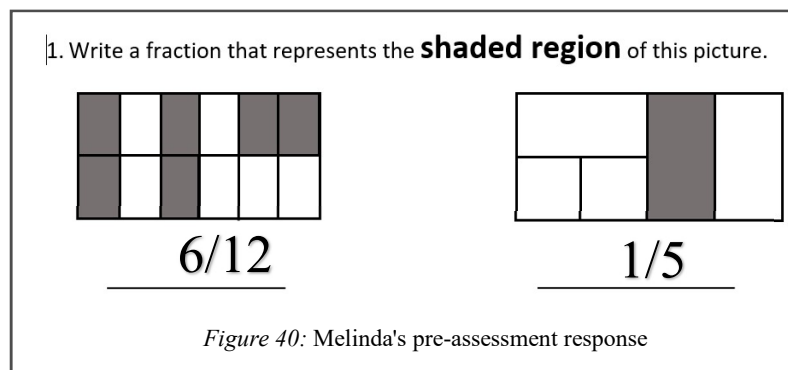 1. Write a fraction that represents the shaded region of this picture.
6/12
1/5
Figure 40: Melinda's pre-assessment response